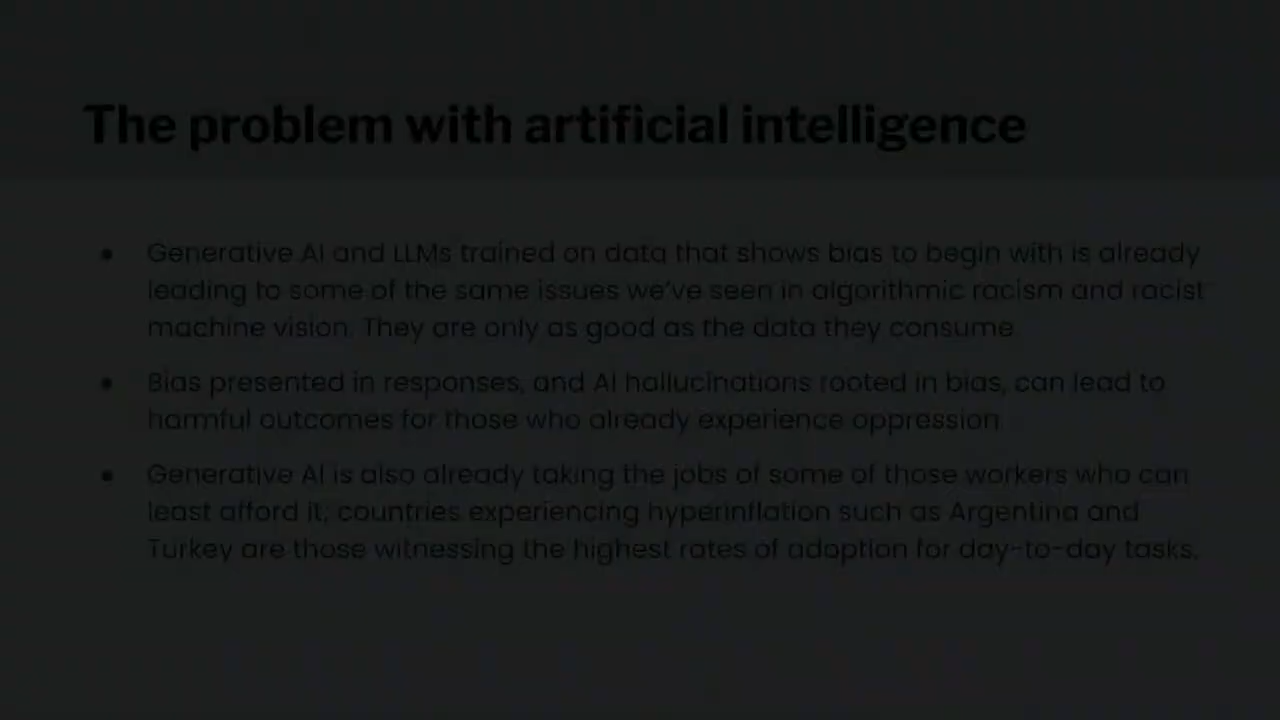 The problem with artificial intelligence
• Generative AI and LLMs trained on data that shows bias to begin with is already
leading to some of the same issues we've seen in algorithmic racism and racist
machine vision. They are only as good as the data they consume.
• Bias presented in responses, and AI hallucinations rooted in bias, can lead to
harmful outcomes for those who already experience oppression.
• Generative AI is also already taking the jobs of some of those workers who can
least afford it; countries experiencing hyperinflation such as Argentina and
Turkey are those witnessing the highest rates of adoption for day-to-day tasks.